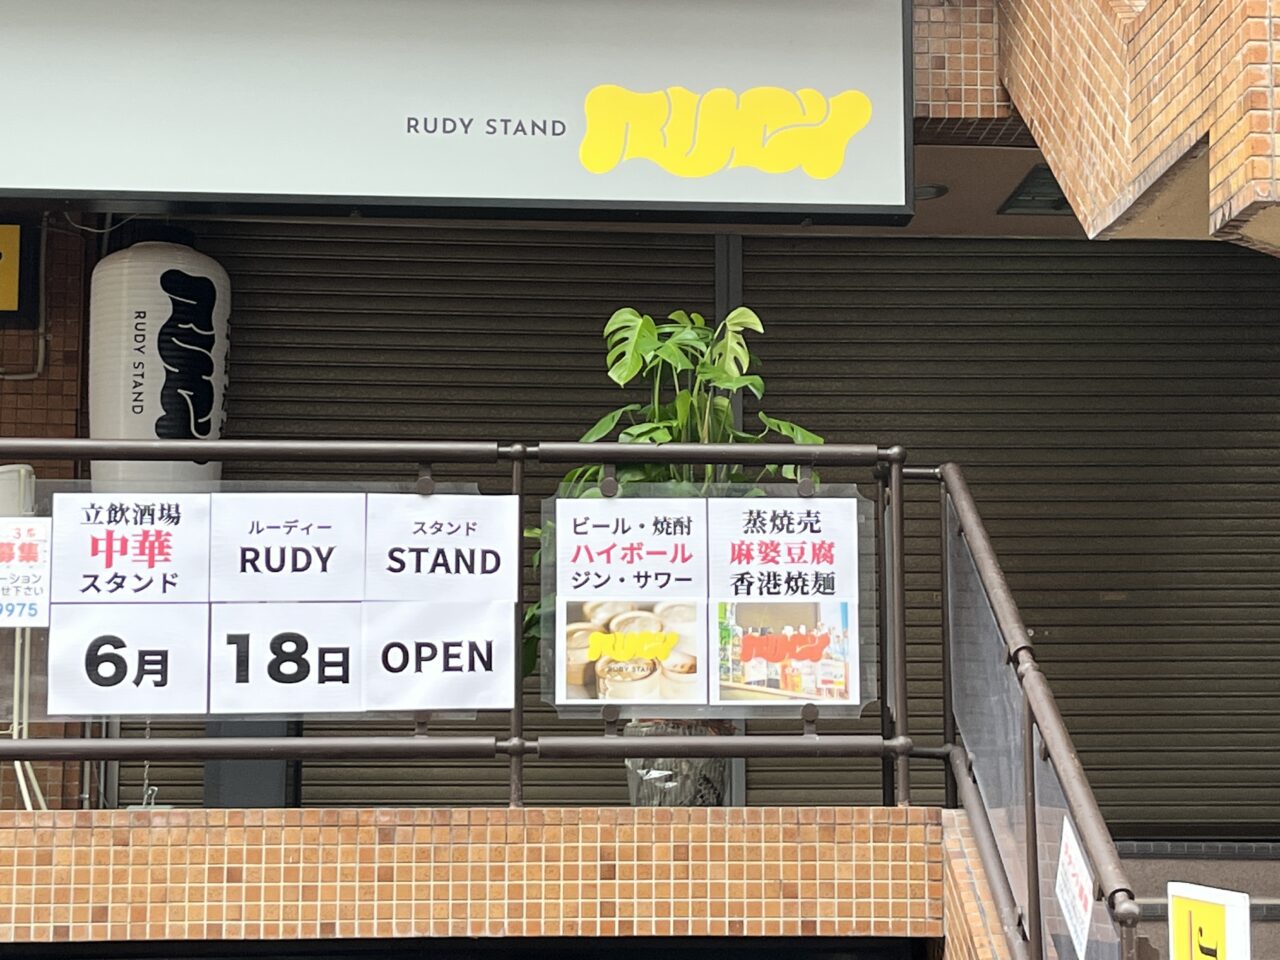 RUDY STAND
RUDY
RUDY STAND
RUDY
募集
9975
立飲酒場
中華
スタンド
ルーディー
RUDY
スタンド
STAND
6月
18日
OPEN
ビール・焼酎
ハイボール
ジン・サワー
RUDY
RUDY STAND
蒸焼売
麻婆豆腐
香港焼麺
RUDY